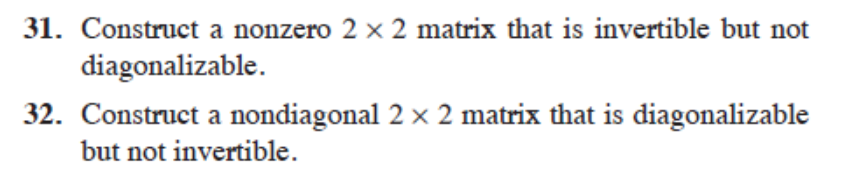 31. Construct a nonzero 2 × 2 matrix that is invertible but not
diagonalizable.
32. Construct a nondiagonal 2 × 2 matrix that is diagonalizable
but not invertible.